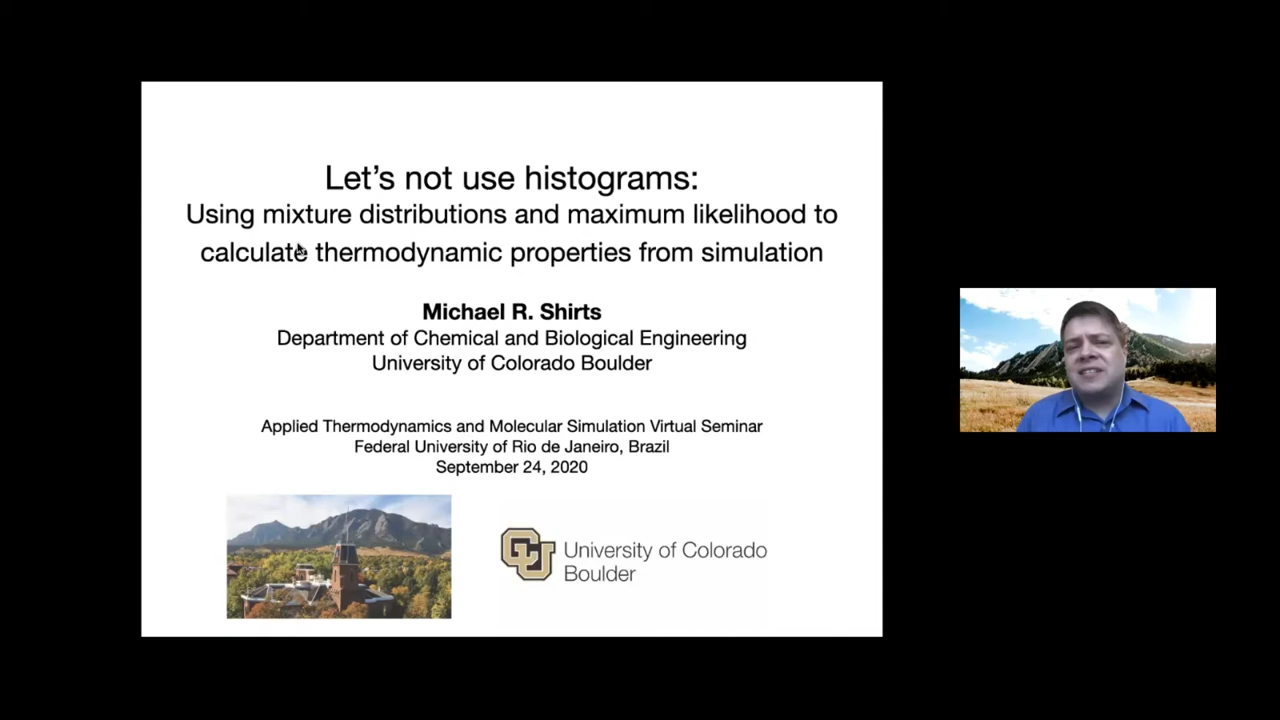 Let's not use histograms:
Using mixture distributions and maximum likelihood to
calculate thermodynamic properties from simulation
Michael R. Shirts
Department of Chemical and Biological Engineering
University of Colorado Boulder
Applied Thermodynamics and Molecular Simulation Virtual Seminar
Federal University of Rio de Janeiro, Brazil
September 24, 2020
CU
University of Colorado
Boulder